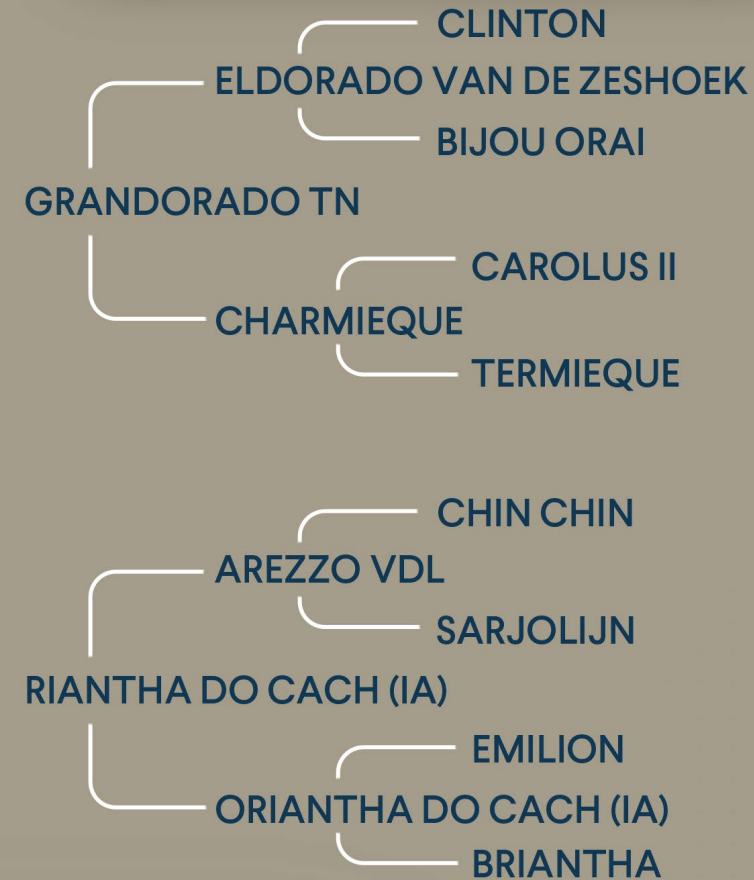 CLINTON
ELDORADO VAN DE ZESHOEK
BIJOU ORAI
GRANDORADO TN
CAROLUS II
CHARMIEQUE
TERMIEQUE
CHIN CHIN
AREZZO VDL
SARJOLIJN
RIANTHA DO CACH (IA)
EMILION
ORIANTHA DO CACH (IA)
BRIANTHA